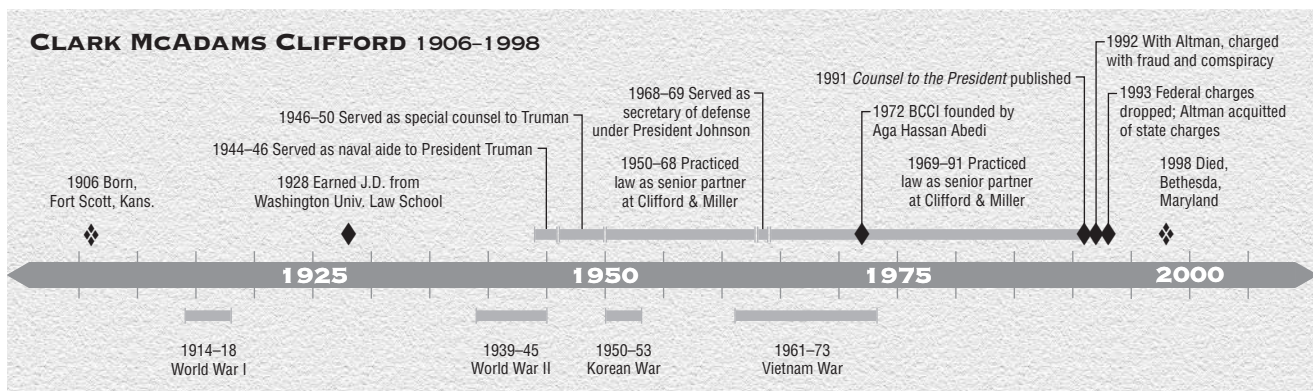 CLARK MCADAMS CLIFFORD 1906–1998
1992 With Altman, charged
with fraud and conspiracy
1991 Counsel to the President published
1968–69 Served as
secretary of defense
under President Johnson
1993 Federal charges
dropped; Altman acquitted
of state charges
1946–50 Served as special counsel to Truman
1972 BCCI founded by
Aga Hassan Abedi
1944–46 Served as naval aide to President Truman
1906 Born,
Fort Scott, Kans.
1928 Earned J.D. from
Washington Univ. Law School
1950–68 Practiced
law as senior partner
at Clifford & Miller
1969–91 Practiced
law as senior partner
at Clifford & Miller
1998 Died,
Bethesda,
Maryland
1925
1950
1975
2000
1914–18
World War I
1939–45
World War II
1950–53
Korean War
1961–73
Vietnam War